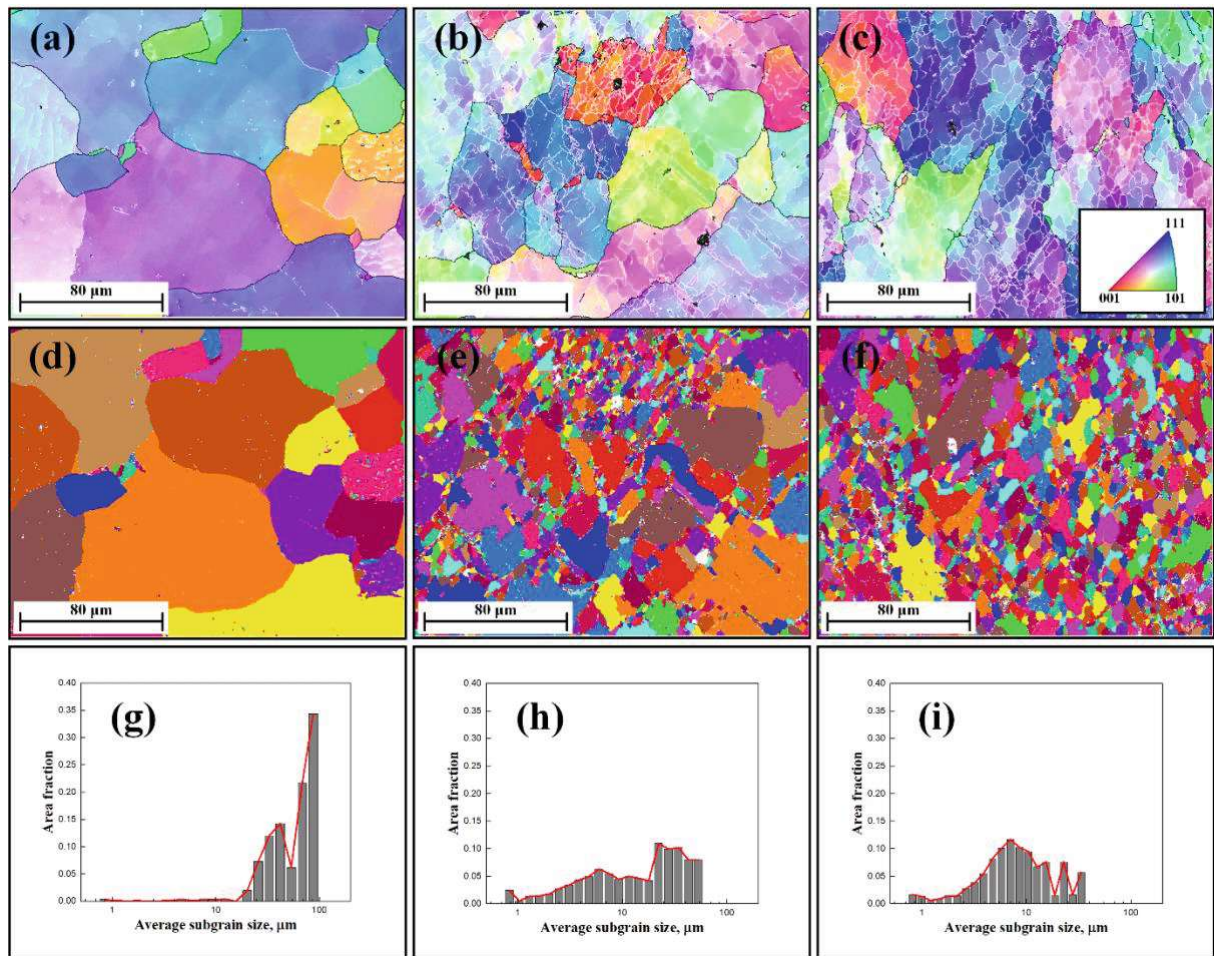 (a)
80 μm
(b)
80 μm
(c)
111
001 101
80 μm
(d)
80 μm
(e)
80 μm
(f)
80 μm
(g)
0.40
0.35
0.30
0.25
0.20
0.15
0.10
0.05
0.00
Area fraction
1 10 100
Average subgrain size, μm
(h)
0.40
0.35
0.30
0.25
0.20
0.15
0.10
0.05
0.00
Area fraction
1 10 100
Average subgrain size, μm
(i)
0.40
0.35
0.30
0.25
0.20
0.15
0.10
0.05
0.00
Area fraction
1 10 100
Average subgrain size, μm